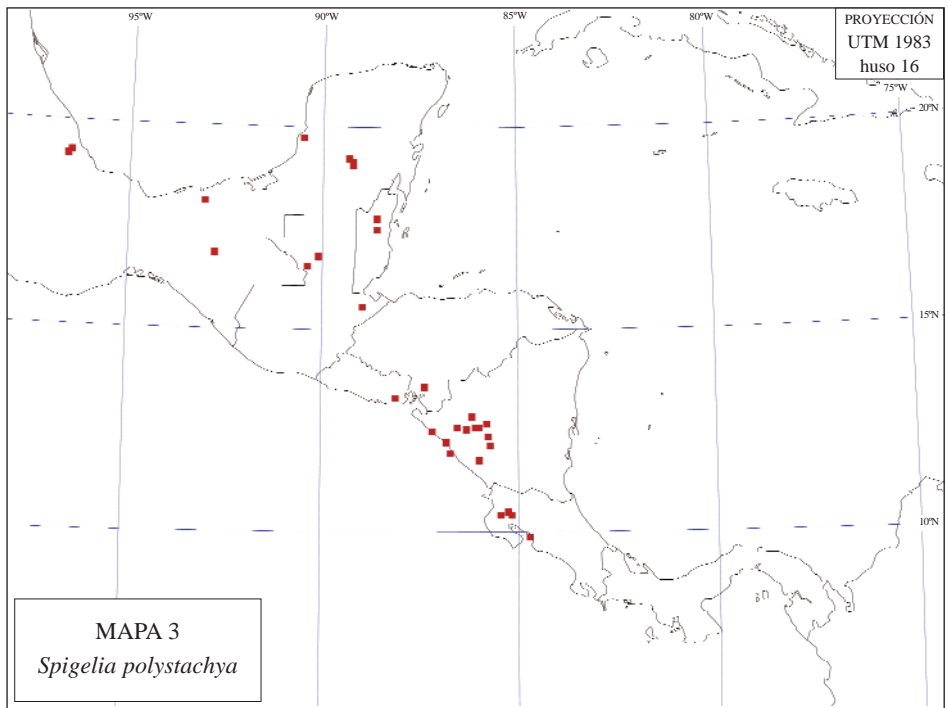 95ºW
90ºW
85ºW
80ºW
PROYECCIÓN
UTM 1983
huso 16
75ºW
20ºN
15ºN
10ºN
MAPA 3
Spigelia polystachya